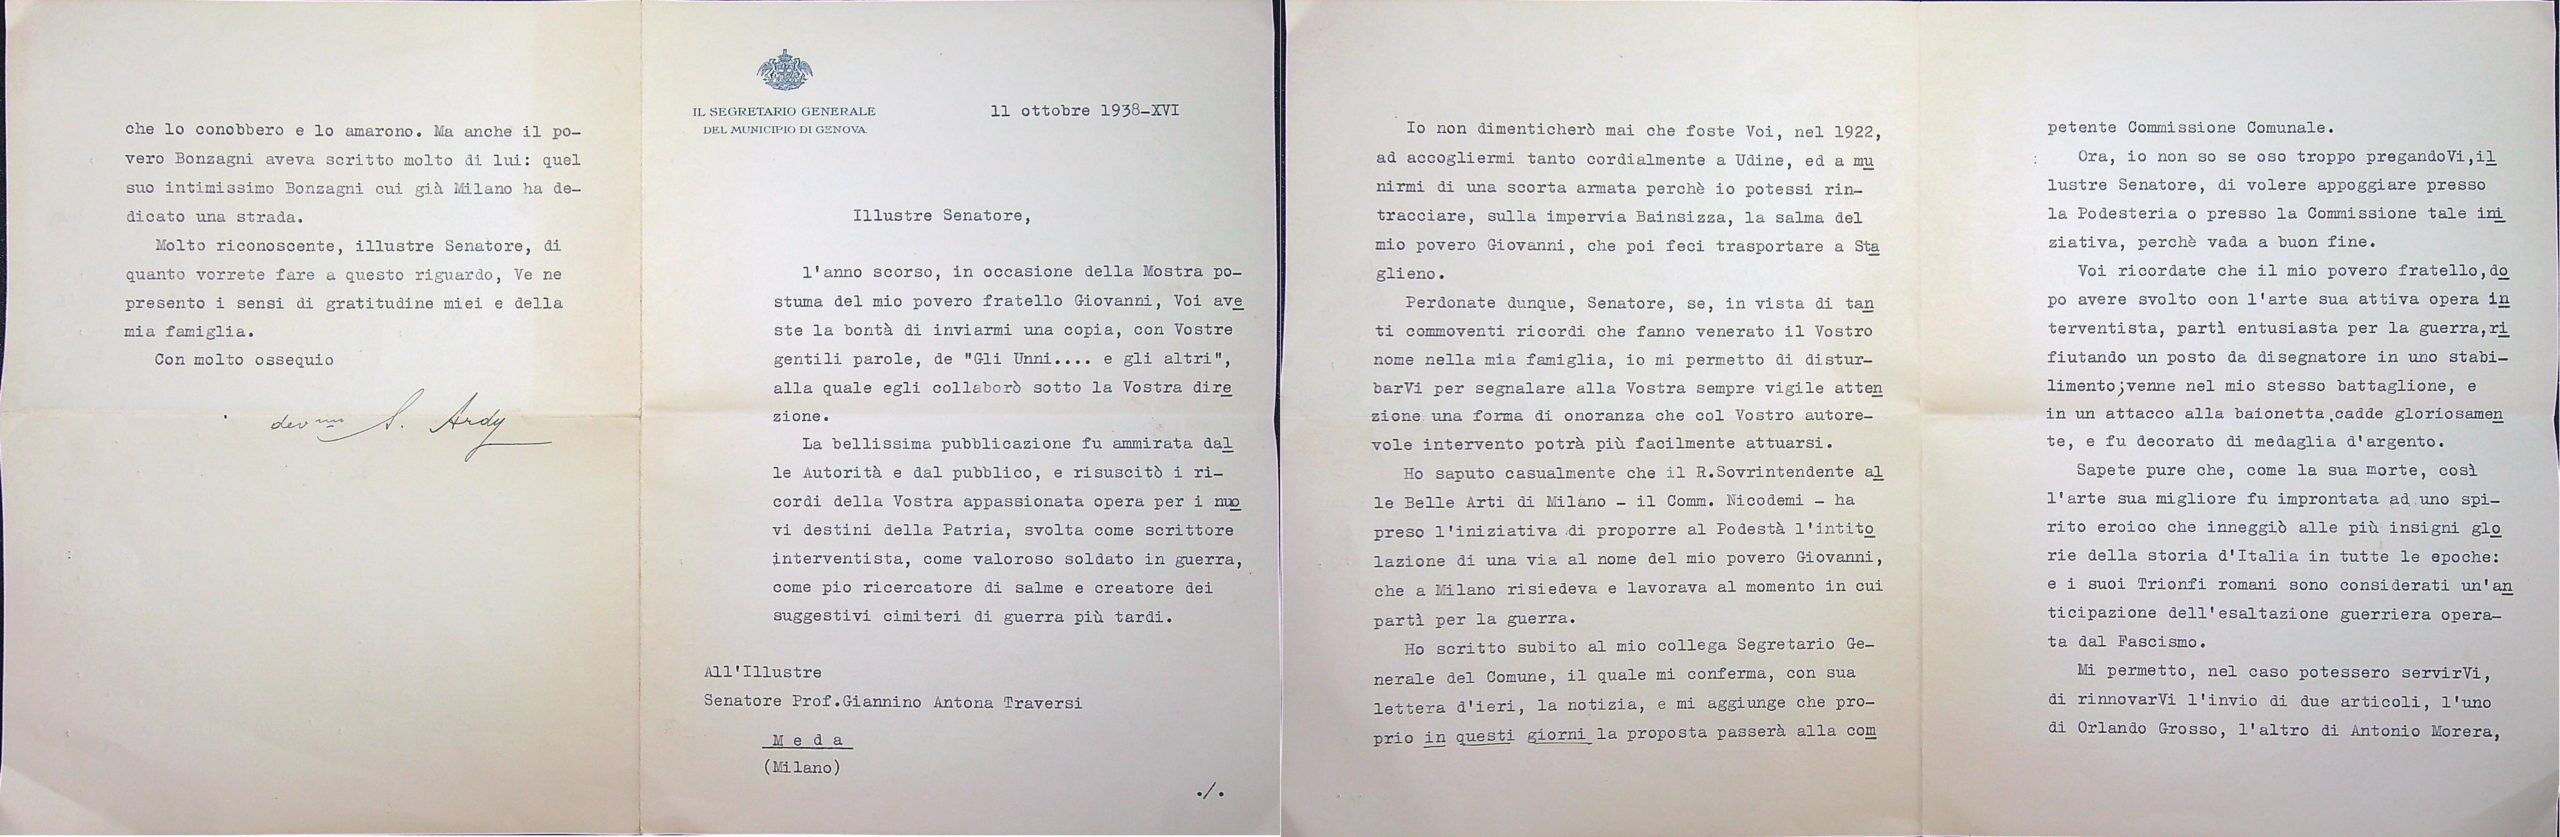 IL SEGRETARIO GENERALE
DEL MUNICIPIO DI GENOVA
11 ottobre 1938-XVI
Illustre Senatore,
l'anno scorso, in occasione della Mostra po-
stuma del mio povero fratello Giovanni, Voi ave
ste la bontà di inviarmi una copia, con Vostre
gentili parole, de "Gli Unni.... e gli altri",
alla quale egli collaborò sotto la Vostra dire
zione.
La bellissima pubblicazione fu ammirata dal
le Autorità e dal pubblico, e risuscitò i ri-
cordi della Vostra appassionata opera per i nuo
vi destini della Patria, svolta come scrittore
interventista, come valoroso soldato in guerra,
come pio ricercatore di salme e creatore dei
suggestivi cimiteri di guerra più tardi.
All'Illustre
Senatore Prof.Giannino Antona Traversi
M e d a
(Milano)
./.
Io non dimenticherò mai che foste Voi, nel 1922,
ad accogliermi tanto cordialmente a Udine, ed a mu
nirmi di una scorta armata perchè io potessi rin-
tracciare, sulla impervia Bainsizza, la salma del
mio povero Giovanni, che poi feci trasportare a Sta
glieno.
Perdonate dunque, Senatore, se, in vista di tan
ti commoventi ricordi che fanno venerato il Vostro
nome nella mia famiglia, io mi permetto di distur-
barVi per segnalare alla Vostra sempre vigile atten
zione una forma di onoranza che col Vostro autore-
vole intervento potrà più facilmente attuarsi.
Ho saputo casualmente che il R.Sovrintendente al
le Belle Arti di Milano - il Comm. Nicodemi - ha
preso l'iniziativa di proporre al Podestà l'intito
lazione di una via al nome del mio povero Giovanni,
che a Milano risiedeva e lavorava al momento in cui
partì per la guerra.
Ho scritto subito al mio collega Segretario Ge-
nerale del Comune, il quale mi conferma, con sua
lettera d'ieri, la notizia, e mi aggiunge che pro-
prio in questi giorni la proposta passerà alla com
petente Commissione Comunale.
Ora, io non so se oso troppo pregandoVi,il
lustre Senatore, di volere appoggiare presso
la Podesteria o presso la Commissione tale ini
ziativa, perchè vada a buon fine.
Voi ricordate che il mio povero fratello,do
po avere svolto con l'arte sua attiva opera in
terventista, partì entusiasta per la guerra,ri
fiutando un posto da disegnatore in uno stabi-
limento;venne nel mio stesso battaglione, e
in un attacco alla baionetta cadde gloriosamen
te, e fu decorato di medaglia d'argento.
Sapete pure che, come la sua morte, così
l'arte sua migliore fu improntata ad uno spi-
rito eroico che inneggiò alle più insigni glo
rie della storia d'Italia in tutte le epoche:
e i suoi Trionfi romani sono considerati un'an
ticipazione dell'esaltazione guerriera opera-
ta dal Fascismo.
Mi permetto, nel caso potessero servirVi,
di rinnovarVi l'invio di due articoli, l'uno
di Orlando Grosso, l'altro di Antonio Morera,
che lo conobbero e lo amarono. Ma anche il po-
vero Bonzagni aveva scritto molto di lui: quel
suo intimissimo Bonzagni cui già Milano ha de-
dicato una strada.
Molto riconoscente, illustre Senatore, di
quanto vorrete fare a questo riguardo, Ve ne
presento i sensi di gratitudine miei e della
mia famiglia.
Con molto ossequio
dev mo S. Ardy